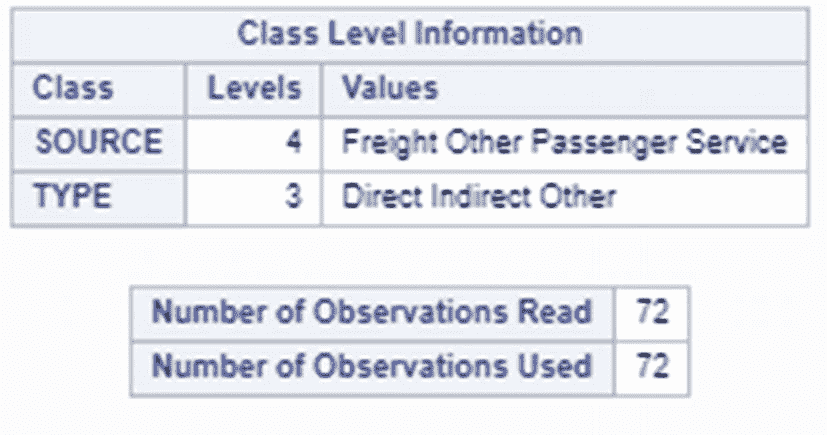 Class Level Information
Class Levels Values
SOURCE 4 Freight Other Passenger Service
TYPE 3 Direct Indirect Other
Number of Observations Read 72
Number of Observations Used 72